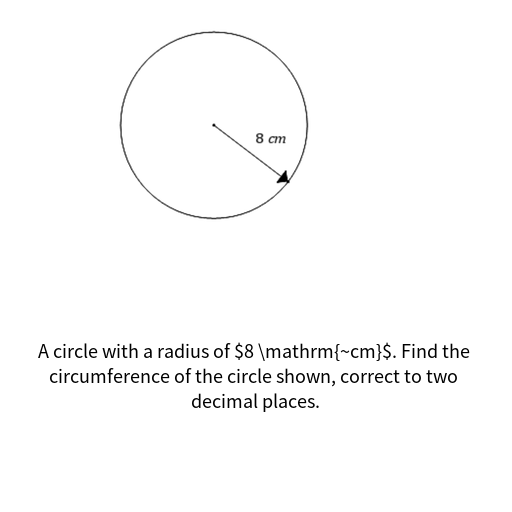 8 cm
A circle with a radius of $8 \mathrm{~cm}$. Find the
circumference of the circle shown, correct to two
decimal places.